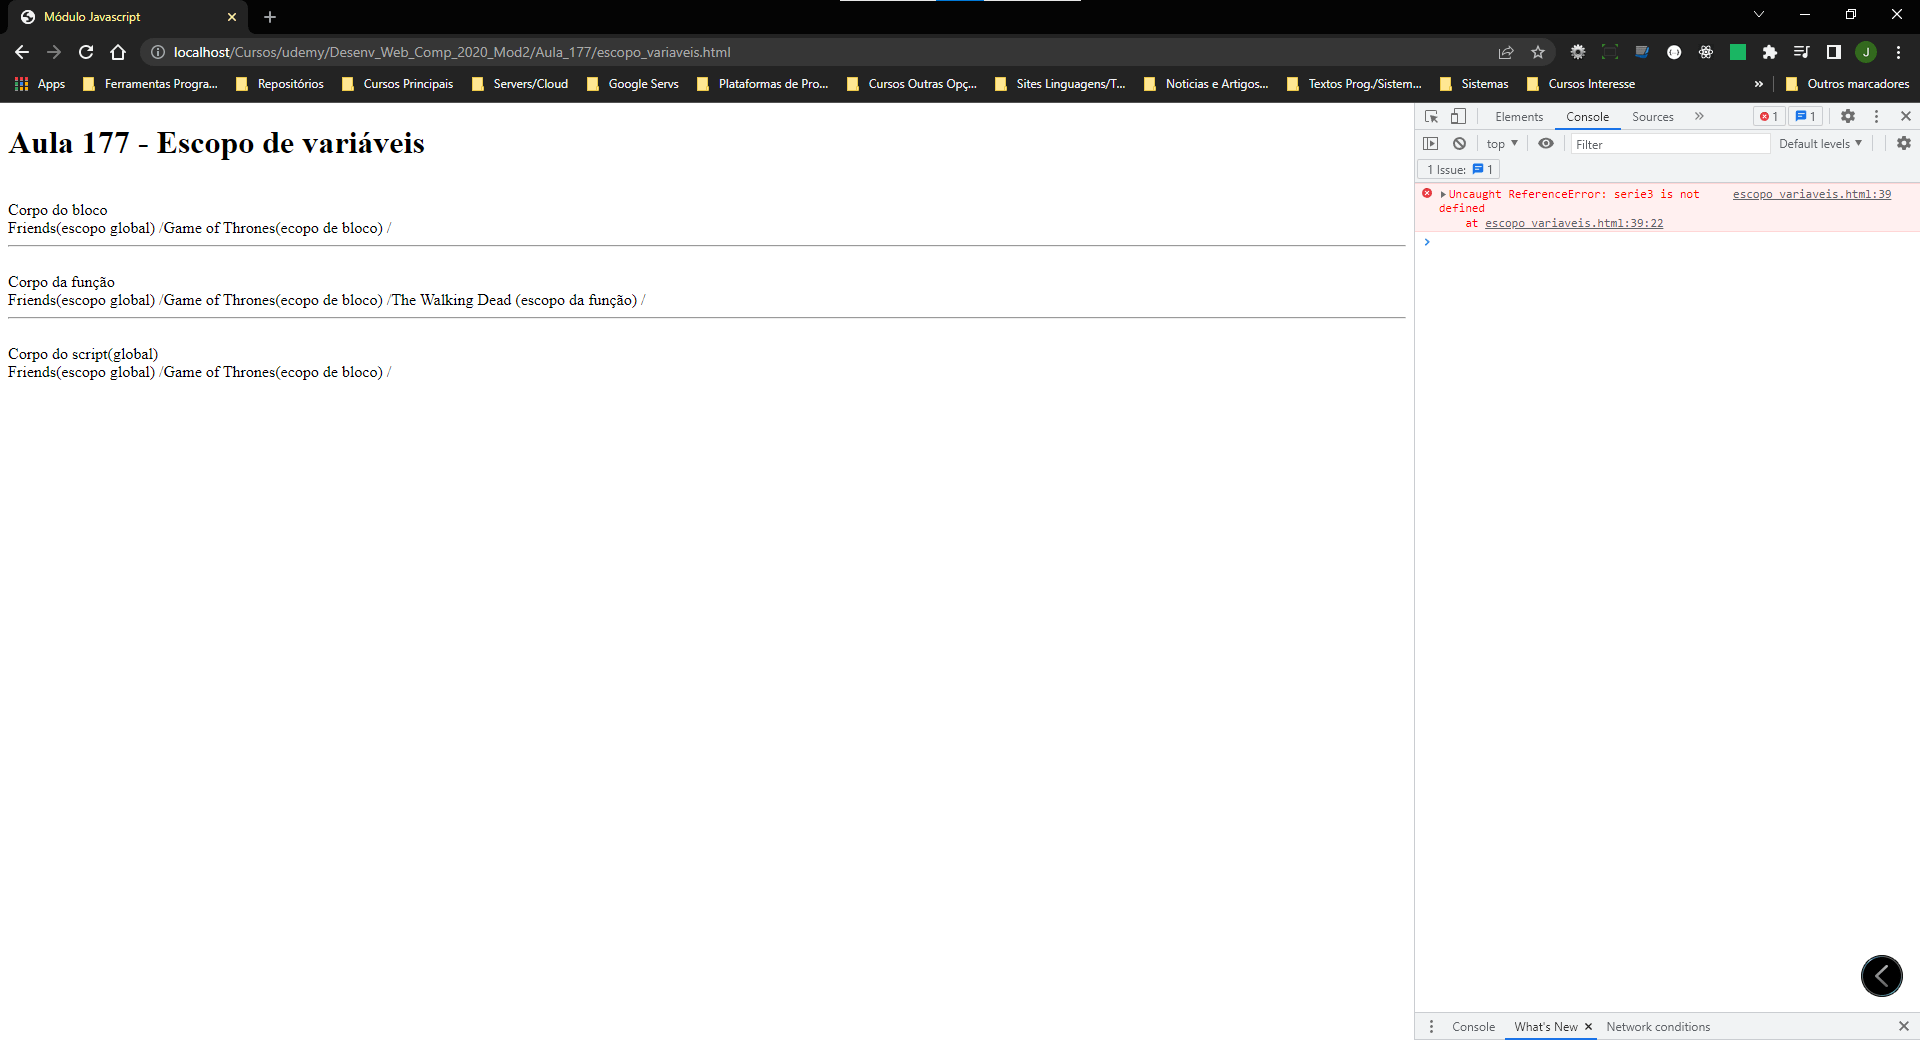 Módulo Javascript
localhost/Cursos/udemy/Desenv_Web_Comp_2020_Mod2/Aula_177/escopo_variaveis.html
J
Apps Ferramentas Progra... Repositórios Cursos Principais Servers/Cloud Google Servs Plataformas de Pro... Cursos Outras Opç... Sites Linguagens/T... Noticias e Artigos... Textos Prog./Sistem... Sistemas Cursos Interesse » Outros marcadores
Aula 177 - Escopo de variáveis
Corpo do bloco
Friends(escopo global) /Game of Thrones(ecopo de bloco) /
Corpo da função
Friends(escopo global) /Game of Thrones(ecopo de bloco) /The Walking Dead (escopo da função) /
Corpo do script(global)
Friends(escopo global) /Game of Thrones(ecopo de bloco) /
Elements Console Sources » 1 1
top Filter Default levels
1 Issue: 1
Uncaught ReferenceError: serie3 is not escopo_variaveis.html:39
defined
at escopo_variaveis.html:39:22
Console What's New Network conditions